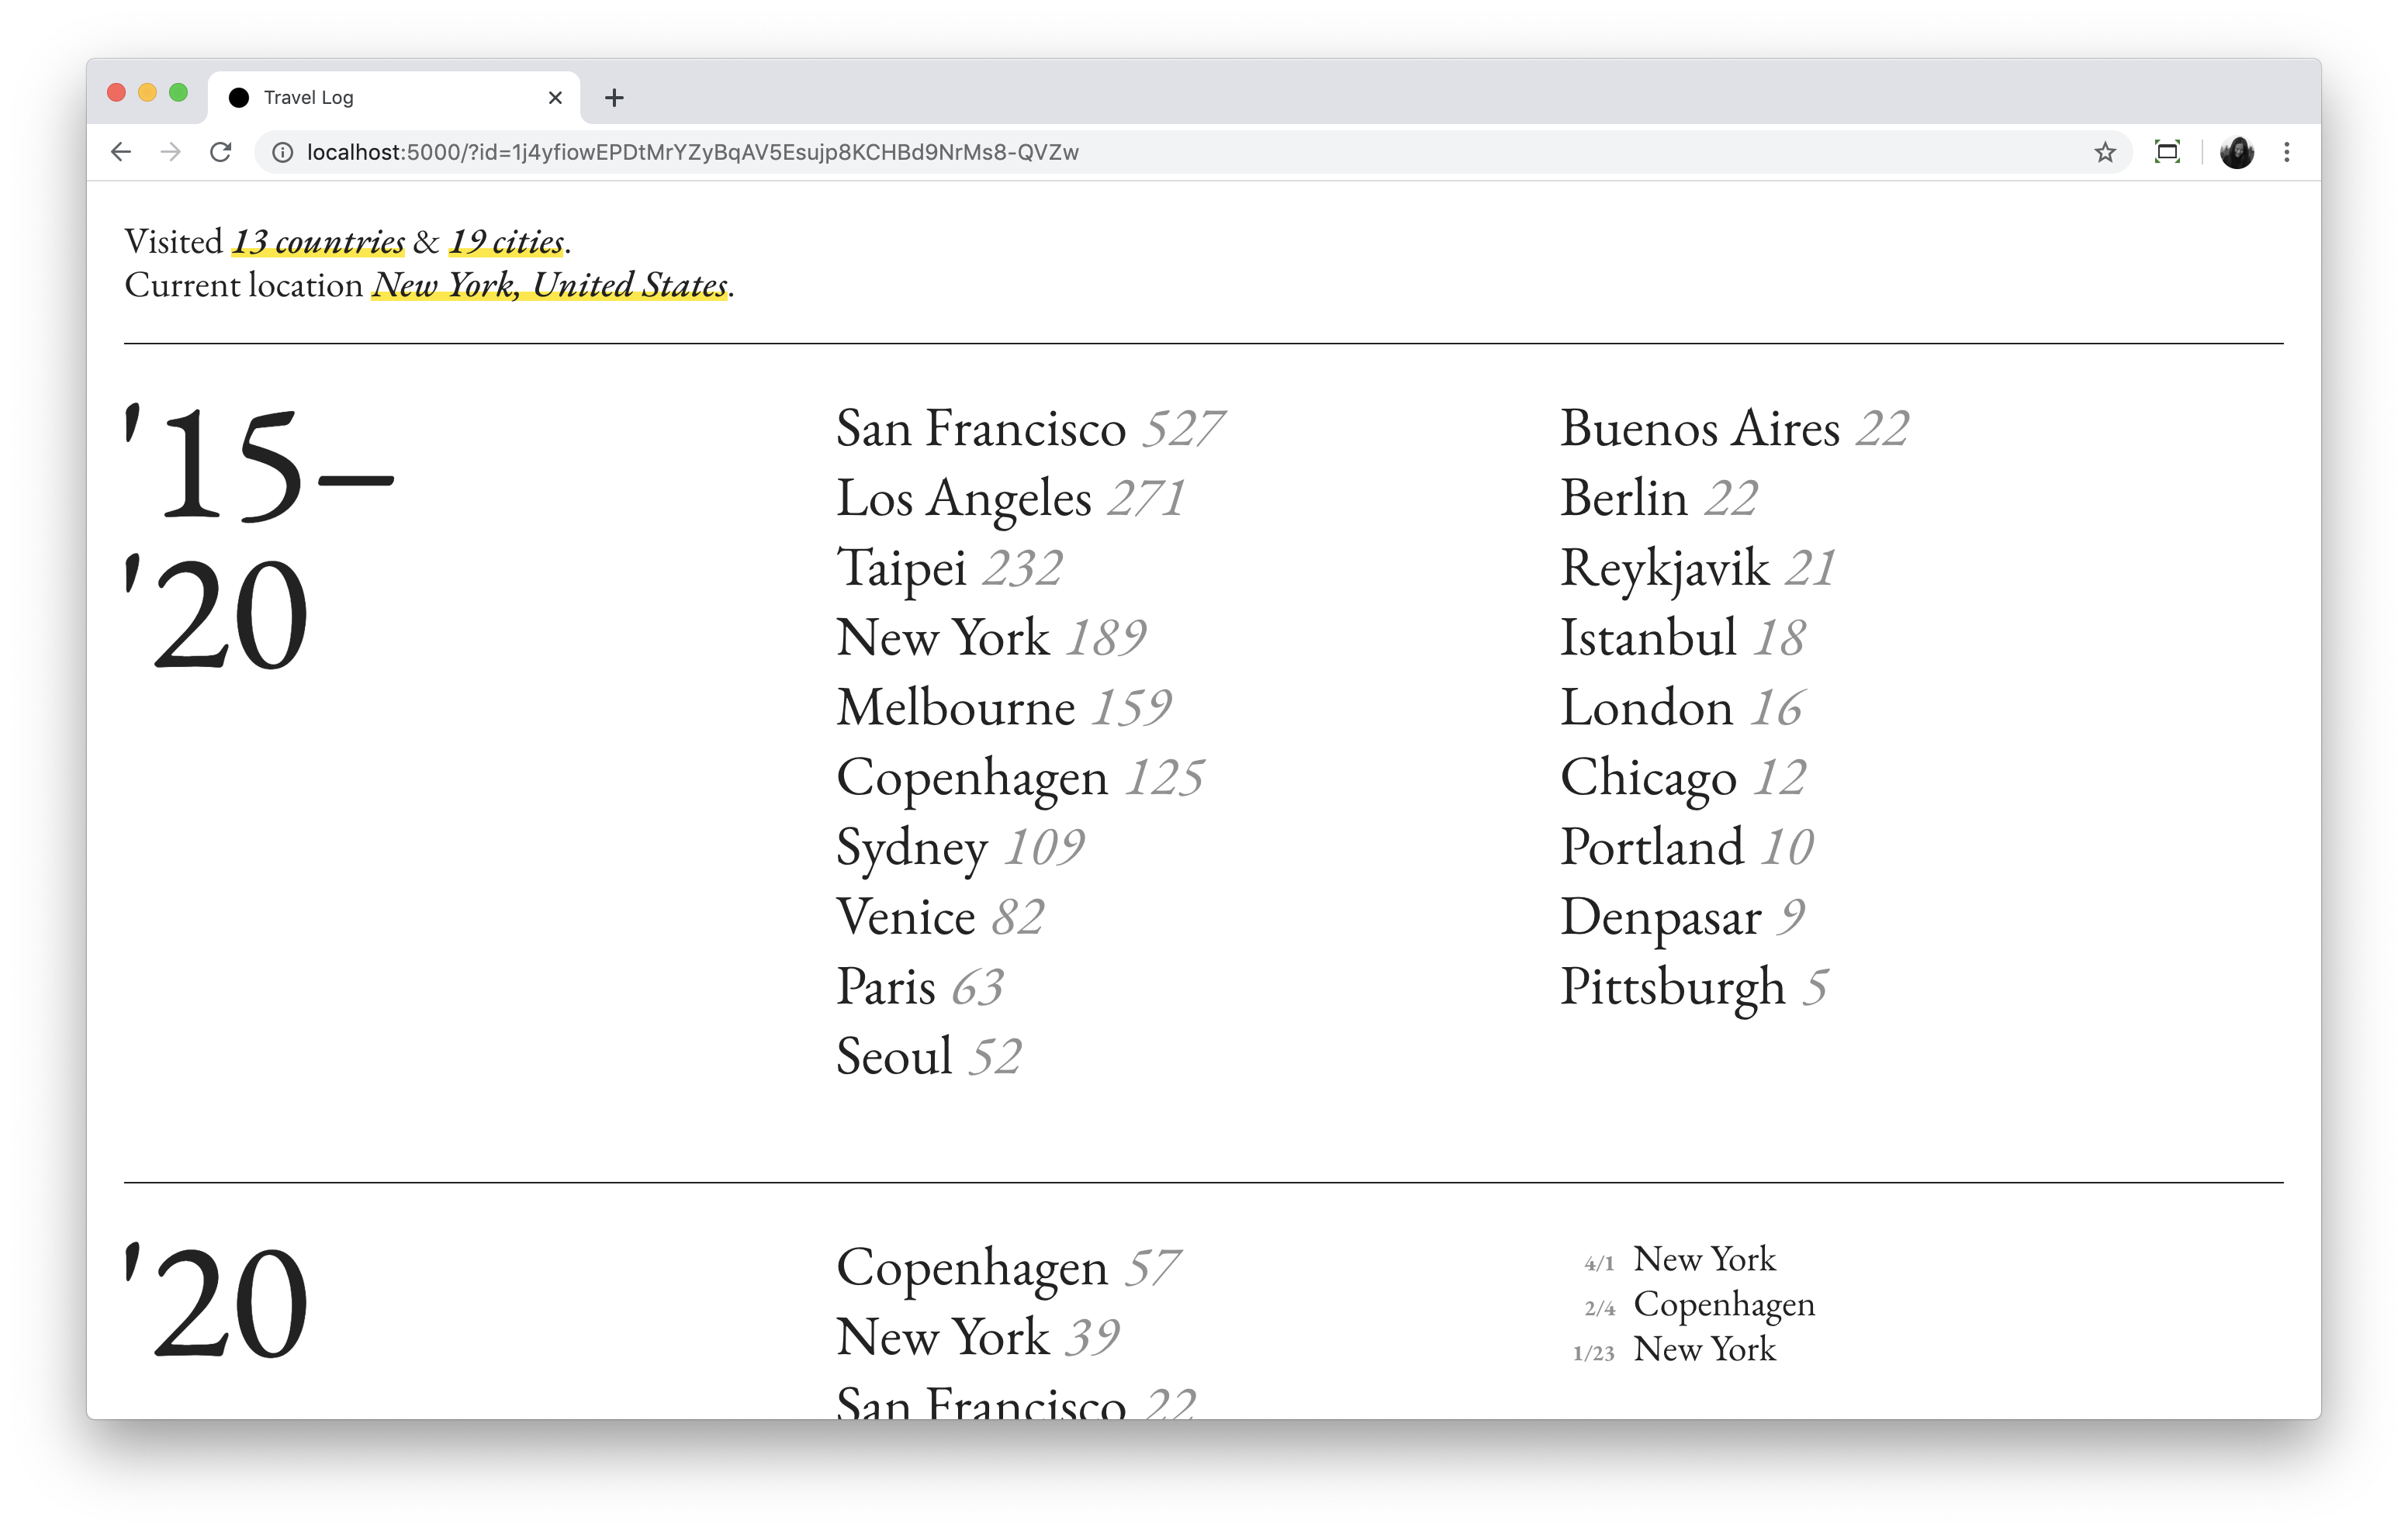 Travel Log
localhost:5000/?id=1j4yfiowEPDtMrYZyBqAV5Esujp8KCHBd9NrMs8-QVZw
Visited 13 countries & 19 cities.
Current location New York, United States.
'15–
'20
San Francisco 527
Los Angeles 271
Taipei 232
New York 189
Melbourne 159
Copenhagen 125
Sydney 109
Venice 82
Paris 63
Seoul 52
Buenos Aires 22
Berlin 22
Reykjavik 21
Istanbul 18
London 16
Chicago 12
Portland 10
Denpasar 9
Pittsburgh 5
'20
Copenhagen 57
New York 39
San Francisco 22
4/1 New York
2/4 Copenhagen
1/23 New York